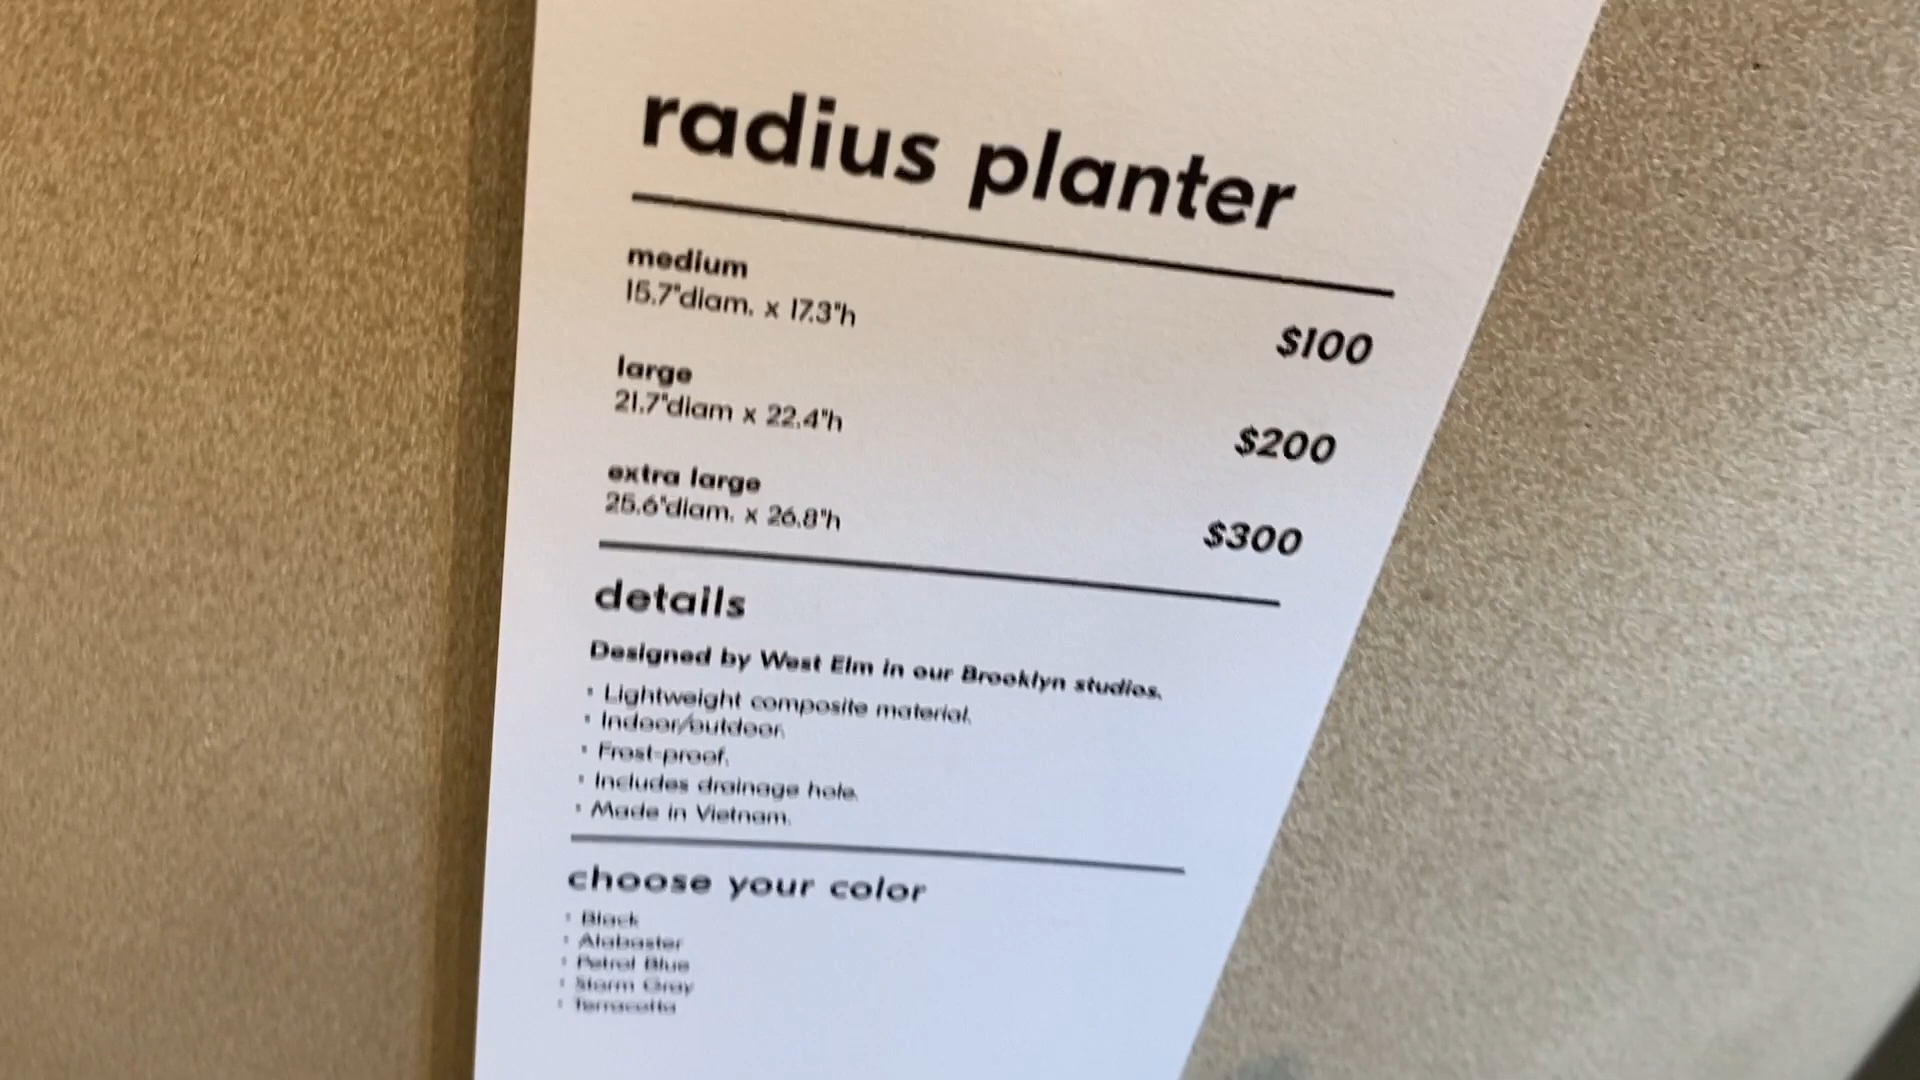 radius planter
medium
15.7"diam. x 17.3"h
$100
large
21.7"diam x 22.4"h
$200
extra large
25.6"diam. x 26.8"h
$300
details
Designed by West Elm in our Brooklyn studios.
• Lightweight composite material.
• Indoor/outdoor.
• Frost-proof.
• Includes drainage hole.
• Made in Vietnam.
choose your color
• Black
• Alabaster
• Petrol Blue
• Storm Gray
• Terracotta